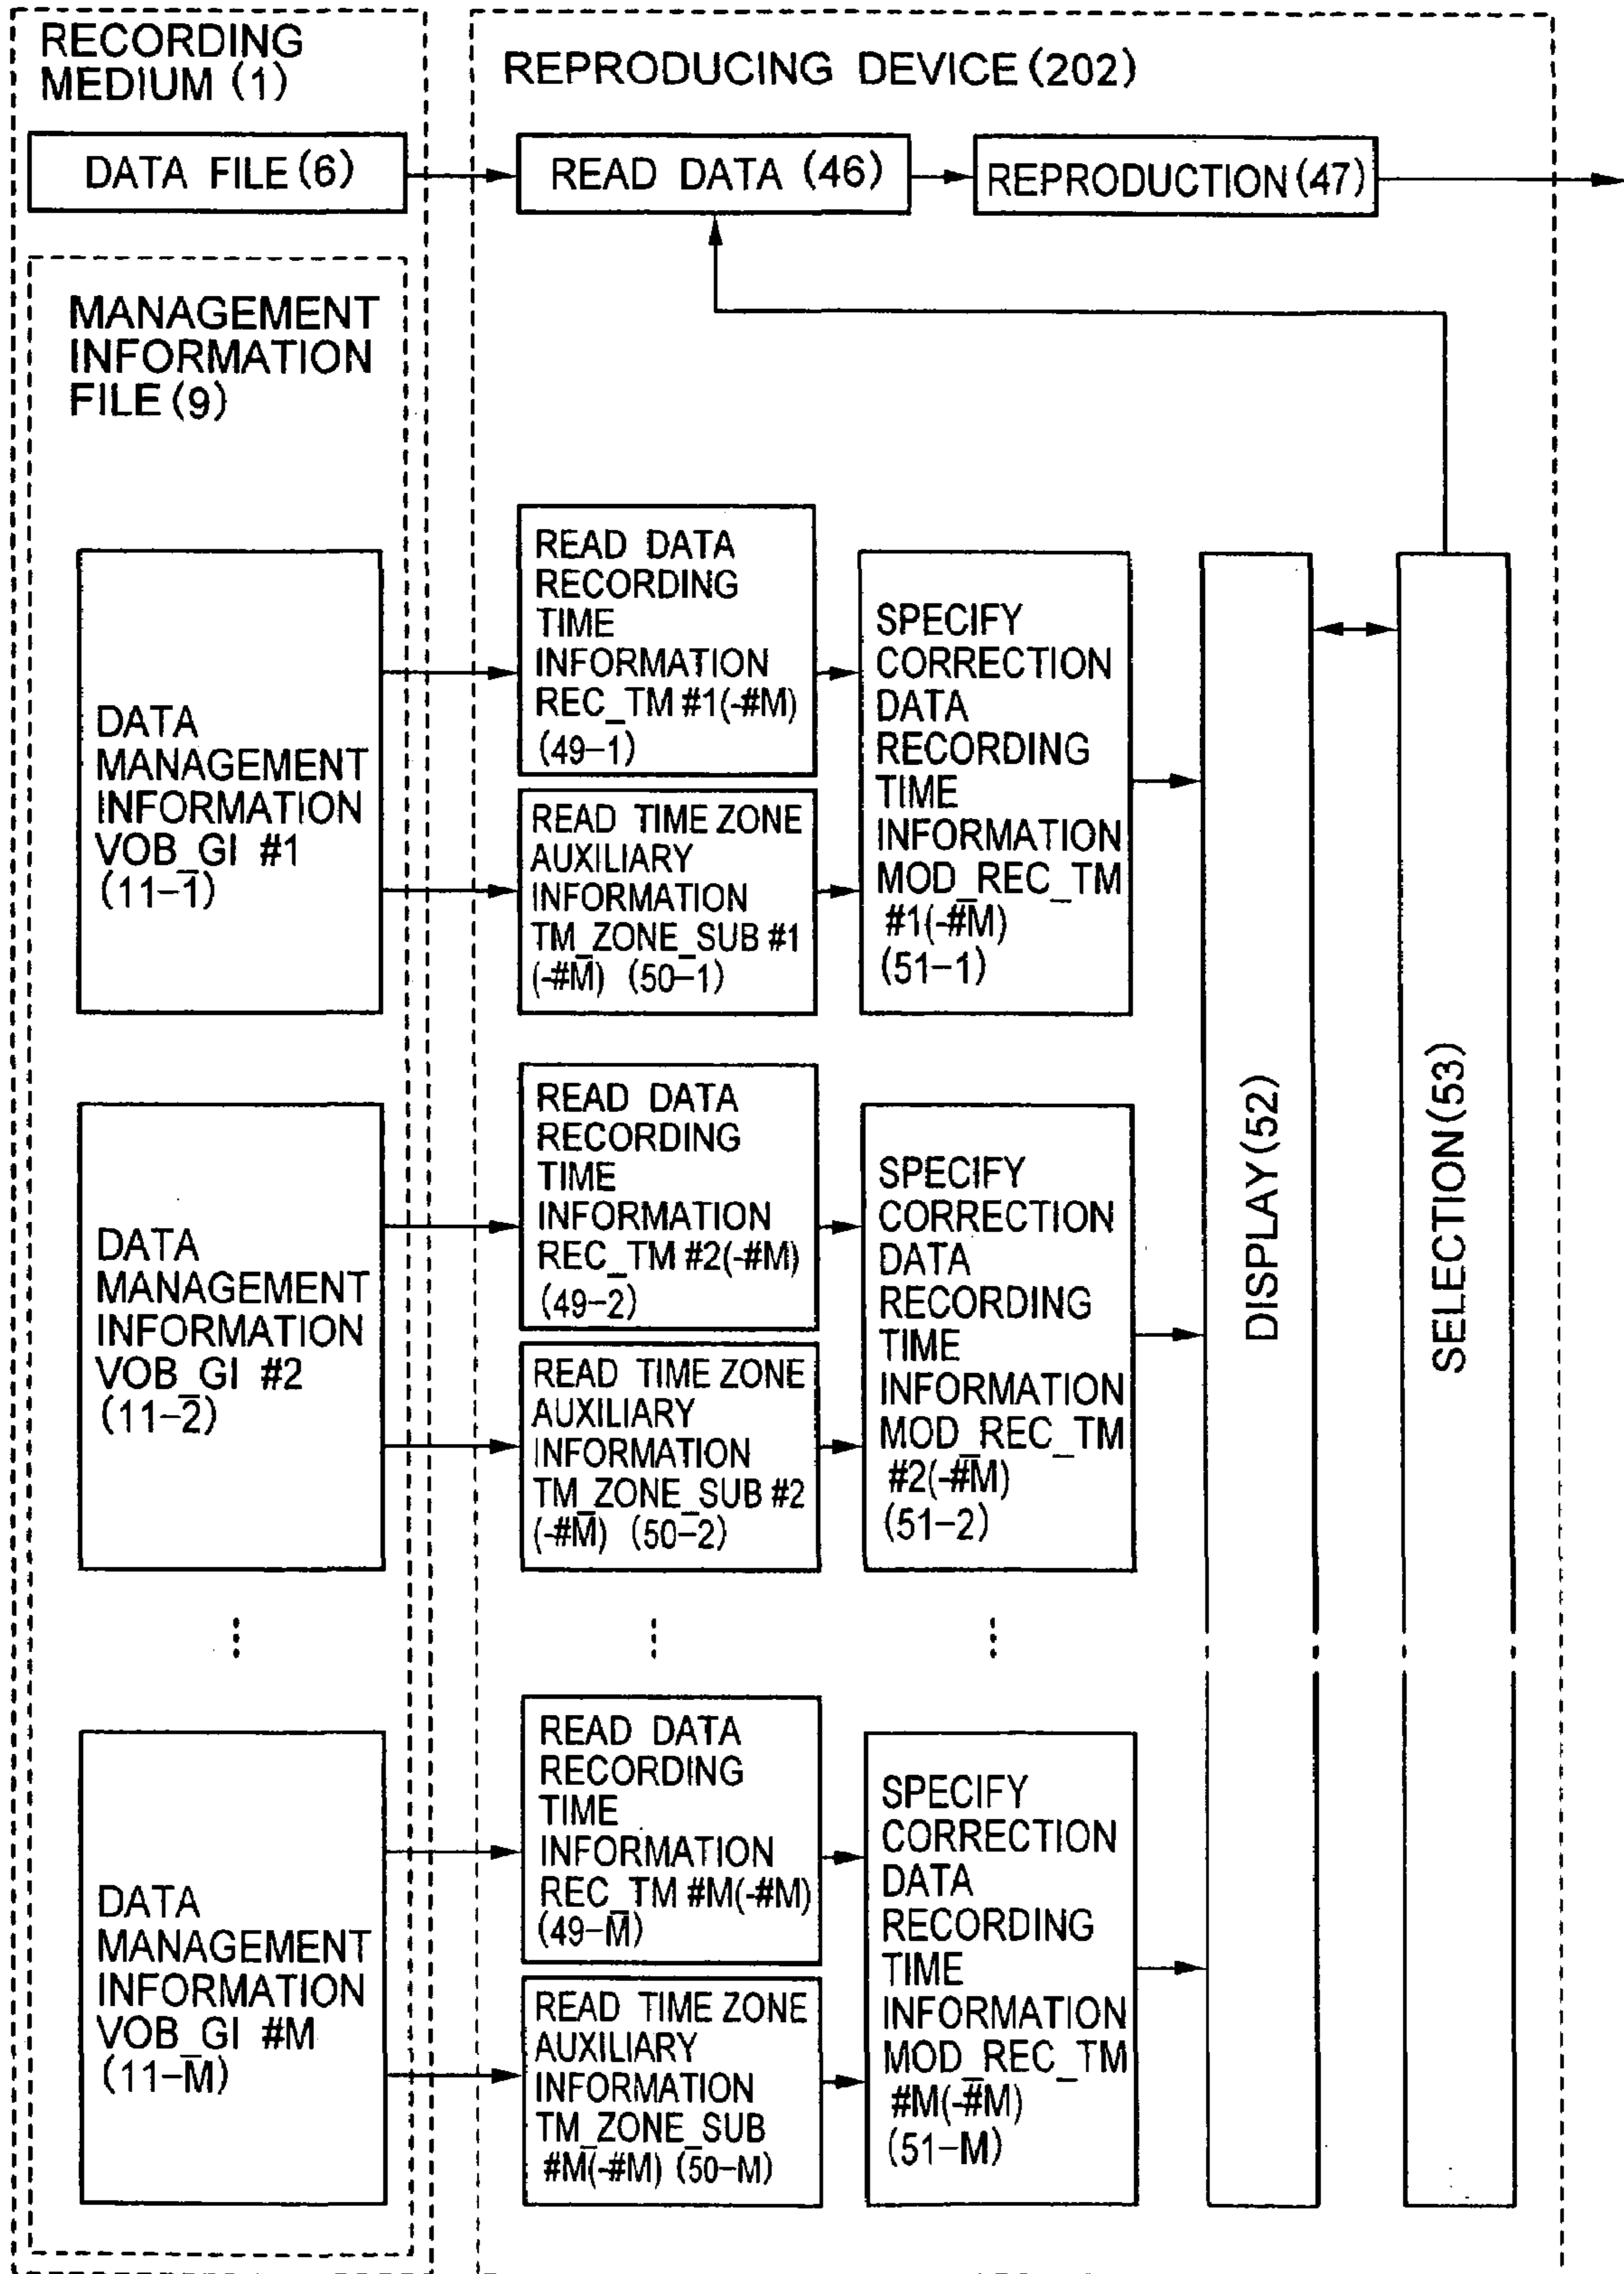 RECORDING
MEDIUM (1)
REPRODUCING DEVICE (202)
DATA FILE (6)
READ DATA (46)
REPRODUCTION (47)
MANAGEMENT
INFORMATION
FILE (9)
DATA
MANAGEMENT
INFORMATION
VOB_GI #1
(11-1)
READ DATA
RECORDING
TIME
INFORMATION
REC_TM #1(-#M)
(49-1)
READ TIME ZONE
AUXILIARY
INFORMATION
TM_ZONE_SUB #1
(-#M) (50-1)
SPECIFY
CORRECTION
DATA
RECORDING
TIME
INFORMATION
MOD_REC_TM
#1(-#M)
(51-1)
DATA
MANAGEMENT
INFORMATION
VOB_GI #2
(11-2)
READ DATA
RECORDING
TIME
INFORMATION
REC_TM #2(-#M)
(49-2)
READ TIME ZONE
AUXILIARY
INFORMATION
TM_ZONE_SUB #2
(-#M) (50-2)
SPECIFY
CORRECTION
DATA
RECORDING
TIME
INFORMATION
MOD_REC_TM
#2(-#M)
(51-2)
DATA
MANAGEMENT
INFORMATION
VOB_GI #M
(11-M)
READ DATA
RECORDING
TIME
INFORMATION
REC_TM #M(-#M)
(49-M)
READ TIME ZONE
AUXILIARY
INFORMATION
TM_ZONE_SUB
#M(-#M) (50-M)
SPECIFY
CORRECTION
DATA
RECORDING
TIME
INFORMATION
MOD_REC_TM
#M(-#M)
(51-M)
DISPLAY (52)
SELECTION (53)